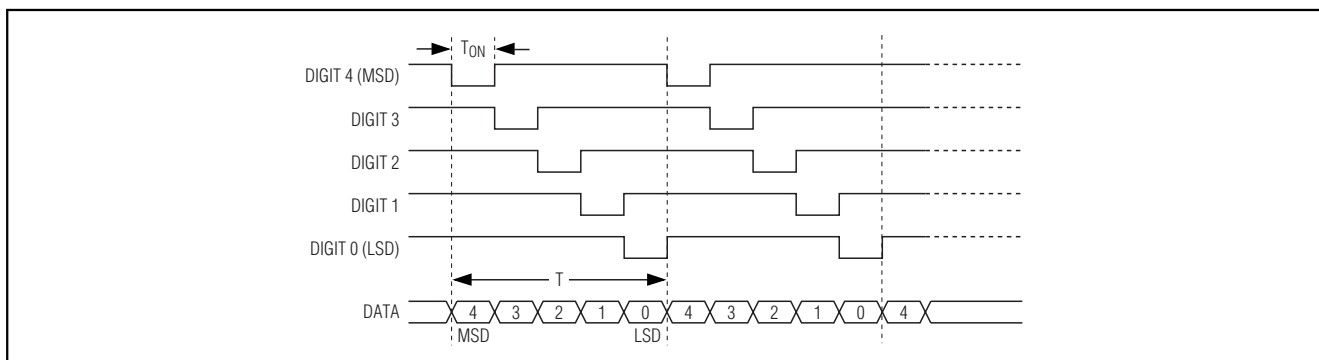 TON
DIGIT 4 (MSD)
DIGIT 3
DIGIT 2
DIGIT 1
DIGIT 0 (LSD)
T
DATA 4 3 2 1 0 4 3 2 1 0 4
MSD LSD